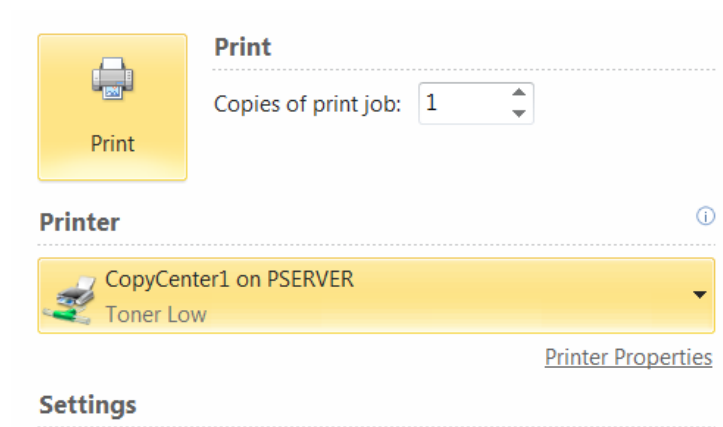 Print
Print
Copies of print job: 1
Printer
CopyCenter1 on PSERVER
Toner Low
Printer Properties
Settings